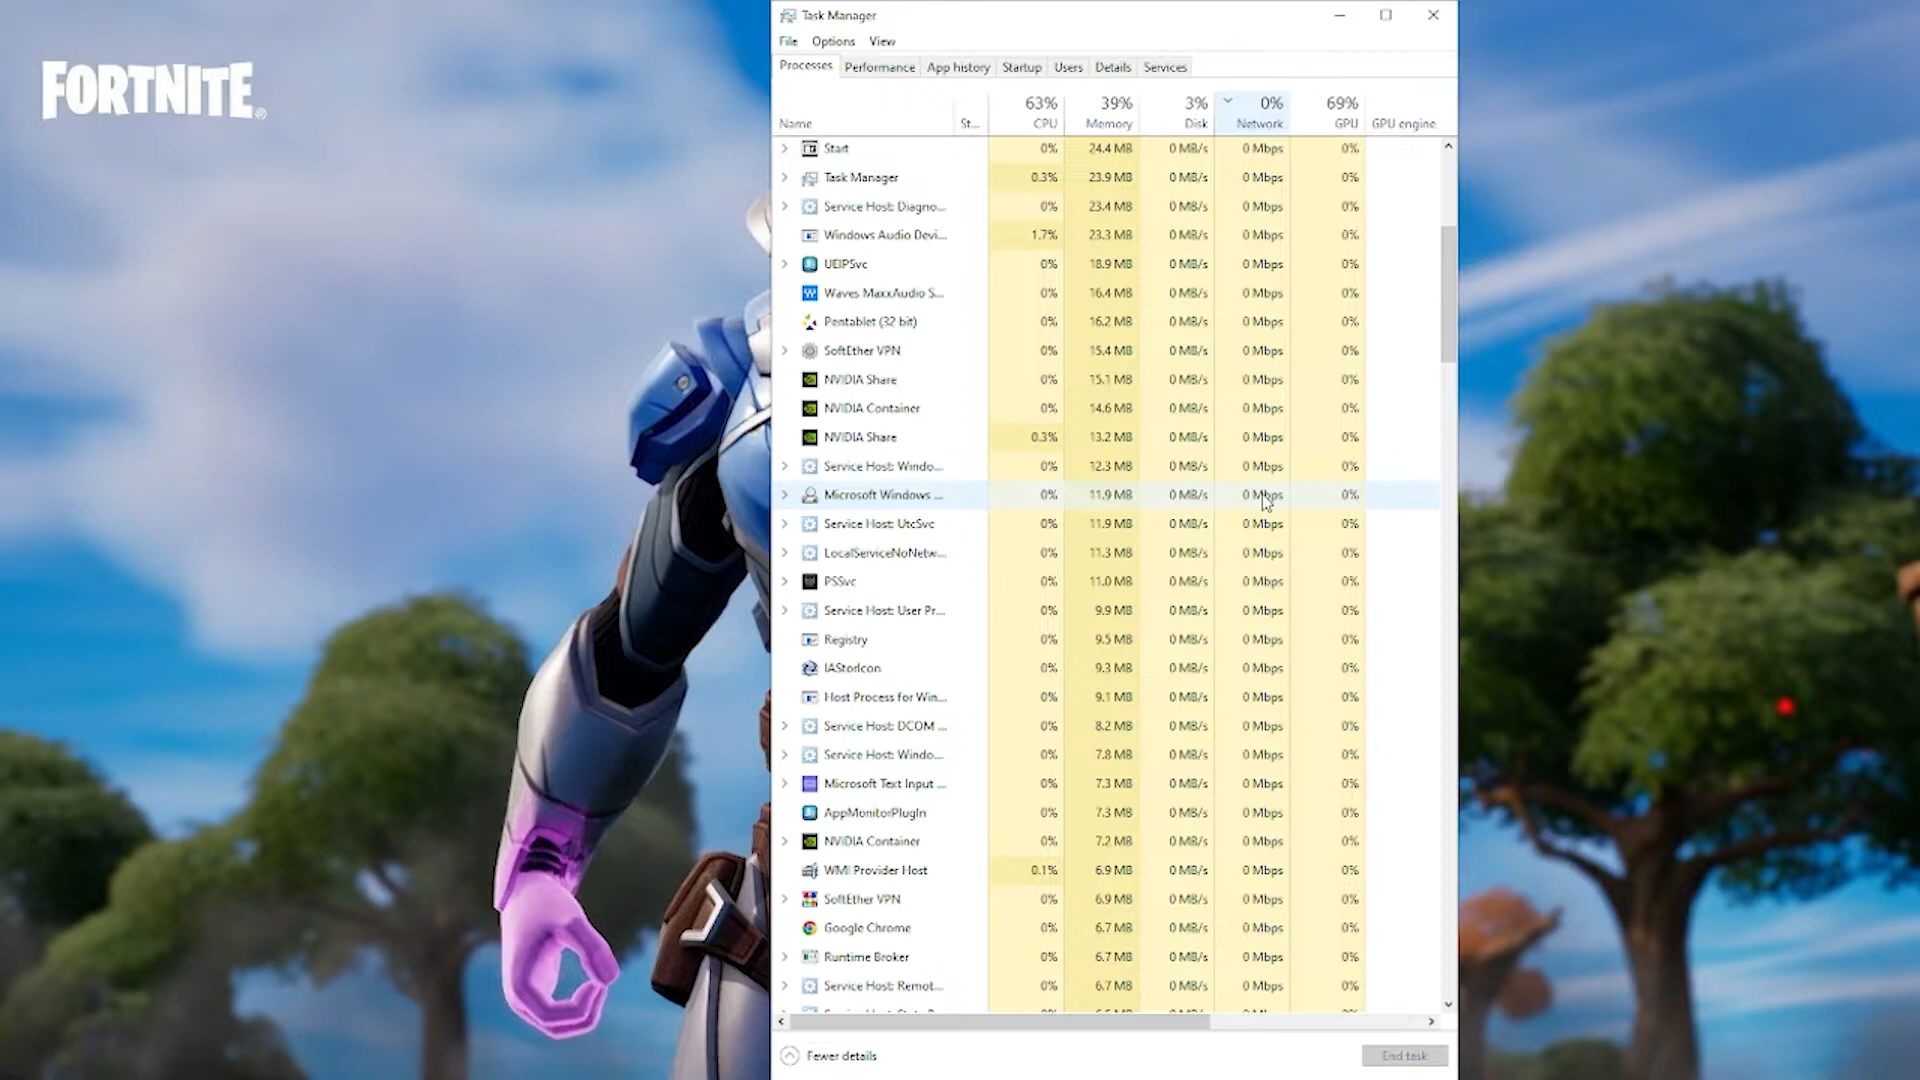 FORTNITE
Task Manager
File Options View
Processes Performance App history Startup Users Details Services
63% 39% 3% 0% 69%
Name St... CPU Memory Disk Network GPU GPU engine
Start 0% 24.4 MB 0 MB/s 0 Mbps 0%
Task Manager 0.3% 23.9 MB 0 MB/s 0 Mbps 0%
Service Host: Diagno... 0% 23.4 MB 0 MB/s 0 Mbps 0%
Windows Audio Devi... 1.7% 23.3 MB 0 MB/s 0 Mbps 0%
UEIPSvc 0% 18.9 MB 0 MB/s 0 Mbps 0%
Waves MaxxAudio S... 0% 16.4 MB 0 MB/s 0 Mbps 0%
Pentablet (32 bit) 0% 16.2 MB 0 MB/s 0 Mbps 0%
SoftEther VPN 0% 15.4 MB 0 MB/s 0 Mbps 0%
NVIDIA Share 0% 15.1 MB 0 MB/s 0 Mbps 0%
NVIDIA Container 0% 14.6 MB 0 MB/s 0 Mbps 0%
NVIDIA Share 0.3% 13.2 MB 0 MB/s 0 Mbps 0%
Service Host: Windo... 0% 12.3 MB 0 MB/s 0 Mbps 0%
Microsoft Windows ... 0% 11.9 MB 0 MB/s 0 Mbps 0%
Service Host: UtcSvc 0% 11.9 MB 0 MB/s 0 Mbps 0%
LocalServiceNoNetw... 0% 11.3 MB 0 MB/s 0 Mbps 0%
PSSvc 0% 11.0 MB 0 MB/s 0 Mbps 0%
Service Host: User Pr... 0% 9.9 MB 0 MB/s 0 Mbps 0%
Registry 0% 9.5 MB 0 MB/s 0 Mbps 0%
IAStorIcon 0% 9.3 MB 0 MB/s 0 Mbps 0%
Host Process for Win... 0% 9.1 MB 0 MB/s 0 Mbps 0%
Service Host: DCOM ... 0% 8.2 MB 0 MB/s 0 Mbps 0%
Service Host: Windo... 0% 7.8 MB 0 MB/s 0 Mbps 0%
Microsoft Text Input ... 0% 7.3 MB 0 MB/s 0 Mbps 0%
AppMonitorPlugIn 0% 7.3 MB 0 MB/s 0 Mbps 0%
NVIDIA Container 0% 7.2 MB 0 MB/s 0 Mbps 0%
WMI Provider Host 0.1% 6.9 MB 0 MB/s 0 Mbps 0%
SoftEther VPN 0% 6.9 MB 0 MB/s 0 Mbps 0%
Google Chrome 0% 6.7 MB 0 MB/s 0 Mbps 0%
Runtime Broker 0% 6.7 MB 0 MB/s 0 Mbps 0%
Service Host: Remot... 0% 6.7 MB 0 MB/s 0 Mbps 0%
Fewer details End task